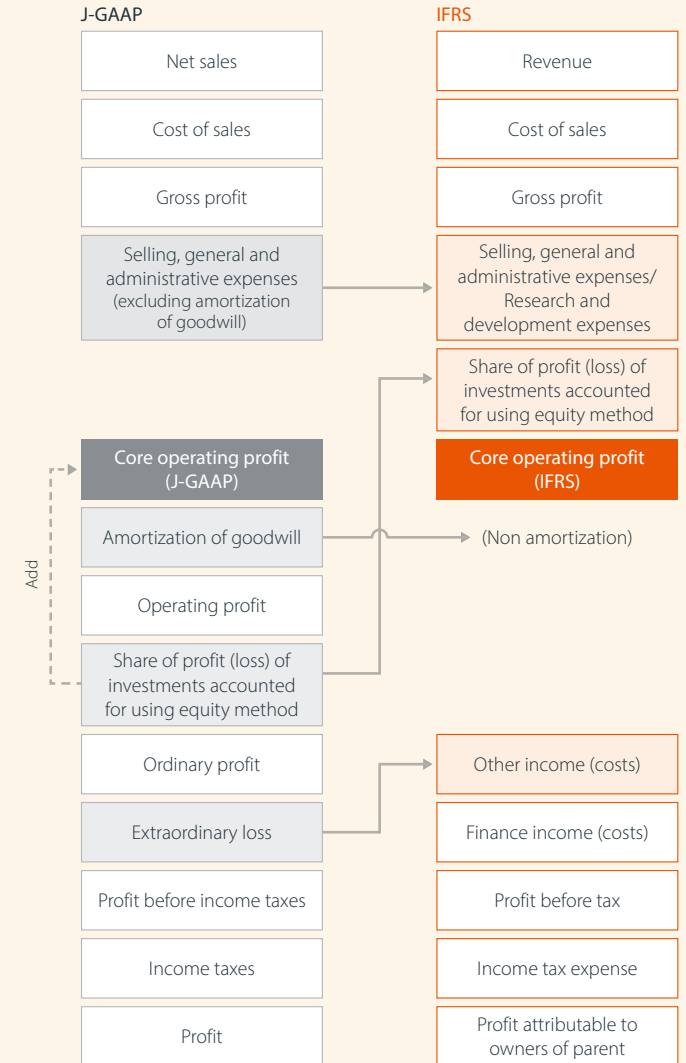 J-GAAP
Net sales
Cost of sales
Gross profit
Selling, general and
administrative expenses
(excluding amortization
of goodwill)
Core operating profit
(J-GAAP)
Amortization of goodwill
Operating profit
Share of profit (loss) of
investments accounted
for using equity method
Ordinary profit
Extraordinary loss
Profit before income taxes
Income taxes
Profit
Add
IFRS
Revenue
Cost of sales
Gross profit
Selling, general and
administrative expenses/
Research and
development expenses
Share of profit (loss) of
investments accounted
for using equity method
Core operating profit
(IFRS)
(Non amortization)
Other income (costs)
Finance income (costs)
Profit before tax
Income tax expense
Profit attributable to
owners of parent